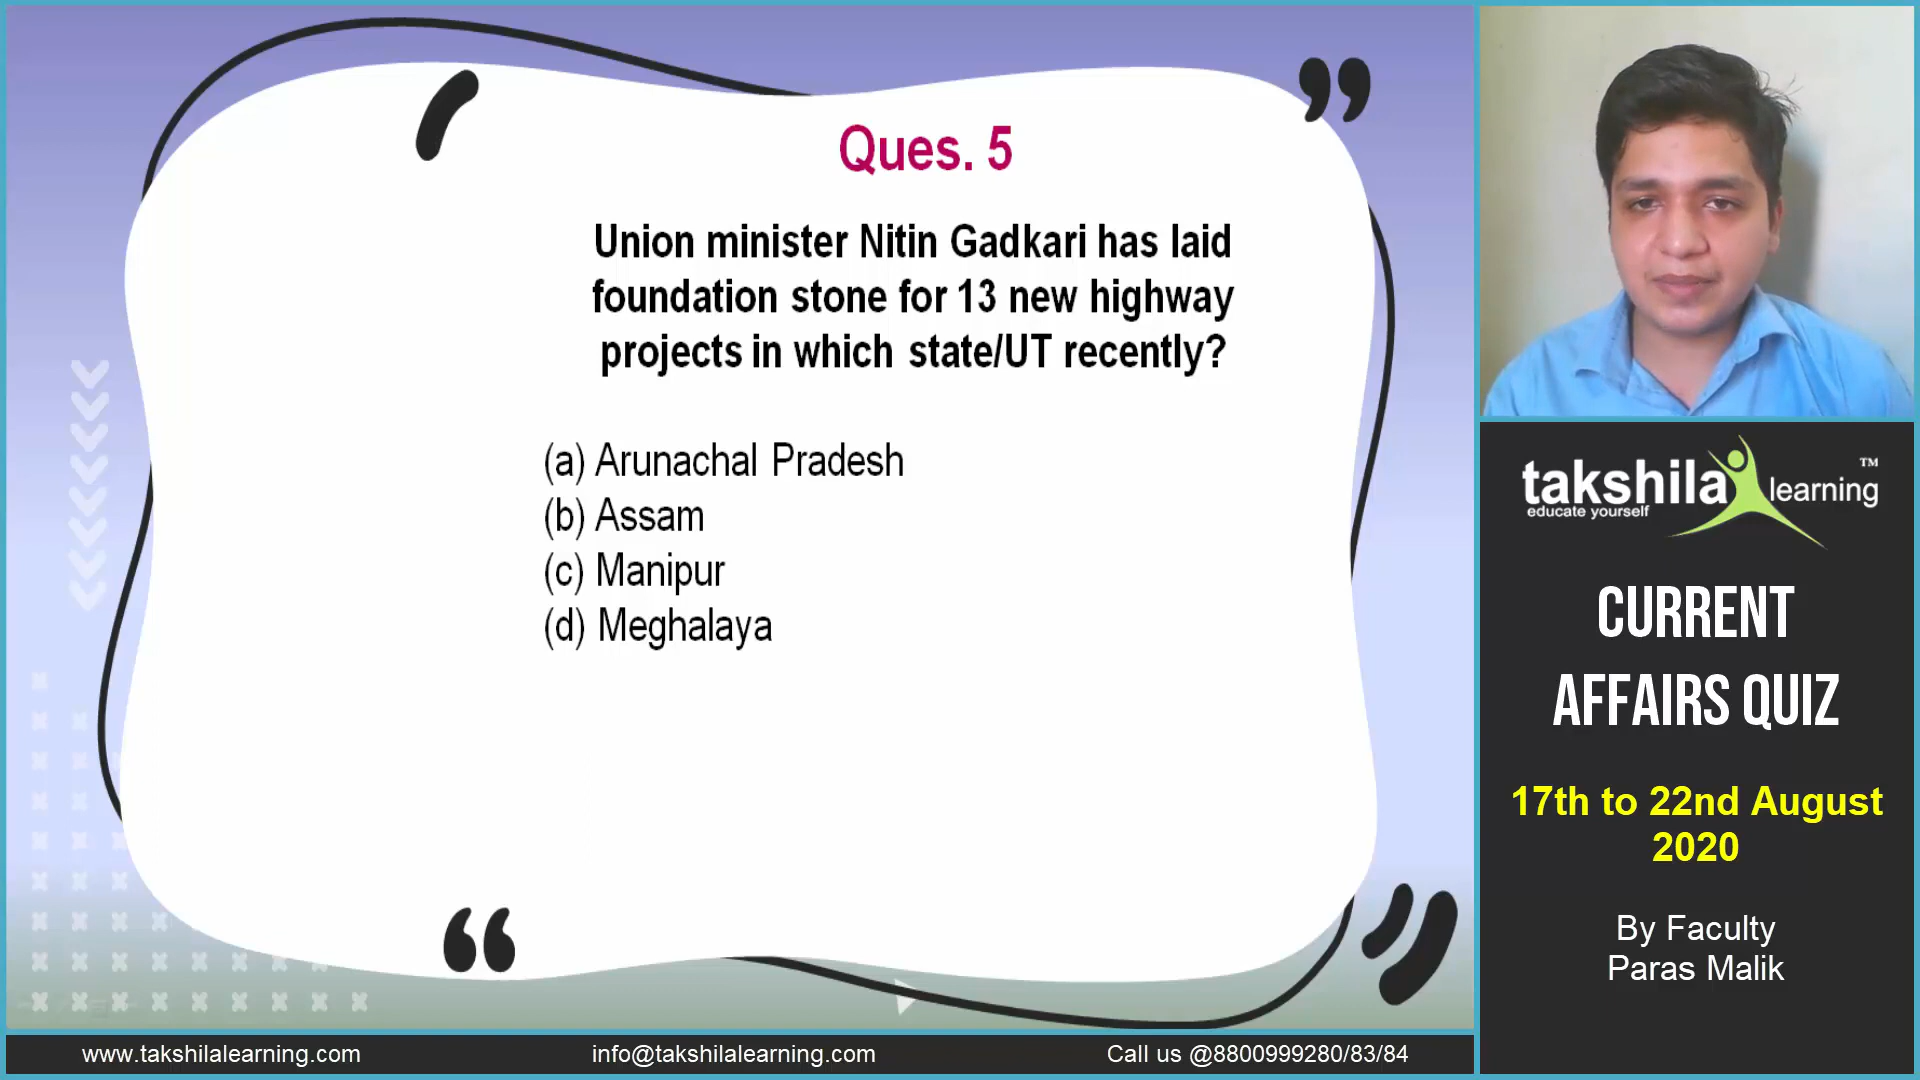 Ques. 5
Union minister Nitin Gadkari has laid
foundation stone for 13 new highway
projects in which state/UT recently?
(a) Arunachal Pradesh
(b) Assam
(c) Manipur
(d) Meghalaya
takshila learning TM
educate yourself
CURRENT
AFFAIRS QUIZ
17th to 22nd August
2020
By Faculty
Paras Malik
www.takshilalearning.com
info@takshilalearning.com
Call us @8800999280/83/84